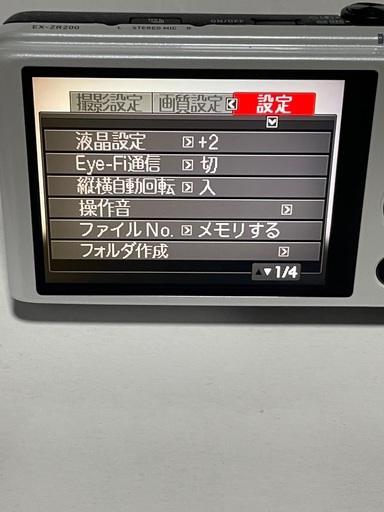 EX-ZR200
L STEREO MIC R
ON/OFF
撮影設定 画質設定 設定
液晶設定 +2
Eye-Fi通信 切
縦横自動回転 入
操作音
ファイルNo. メモリする
フォルダ作成
▲▼1/4